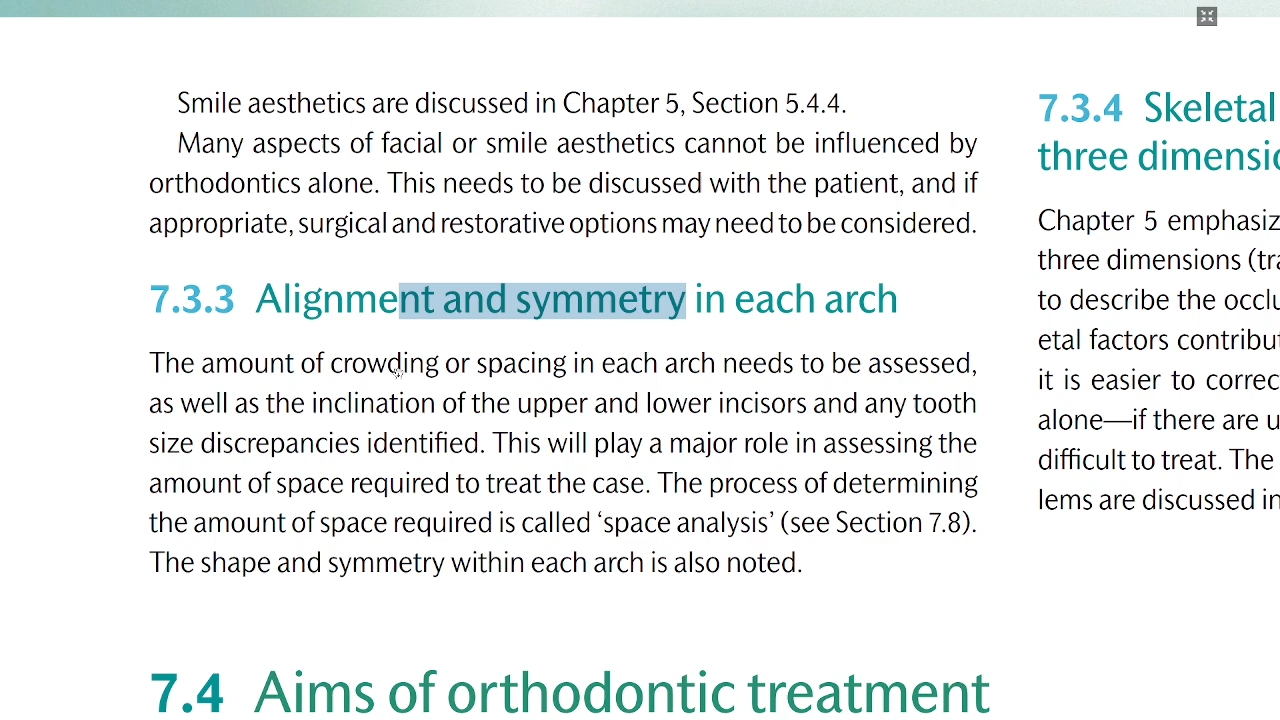 Smile aesthetics are discussed in Chapter 5, Section 5.4.4.
Many aspects of facial or smile aesthetics cannot be influenced by
orthodontics alone. This needs to be discussed with the patient, and if
appropriate, surgical and restorative options may need to be considered.
7.3.3 Alignment and symmetry in each arch
The amount of crowding or spacing in each arch needs to be assessed,
as well as the inclination of the upper and lower incisors and any tooth
size discrepancies identified. This will play a major role in assessing the
amount of space required to treat the case. The process of determining
the amount of space required is called ‘space analysis’ (see Section 7.8).
The shape and symmetry within each arch is also noted.
7.4 Aims of orthodontic treatment
7.3.4 Skeletal
three dimensio
Chapter 5 emphasiz
three dimensions (tra
to describe the occlu
etal factors contribut
it is easier to correc
alone—if there are u
difficult to treat. The
lems are discussed in